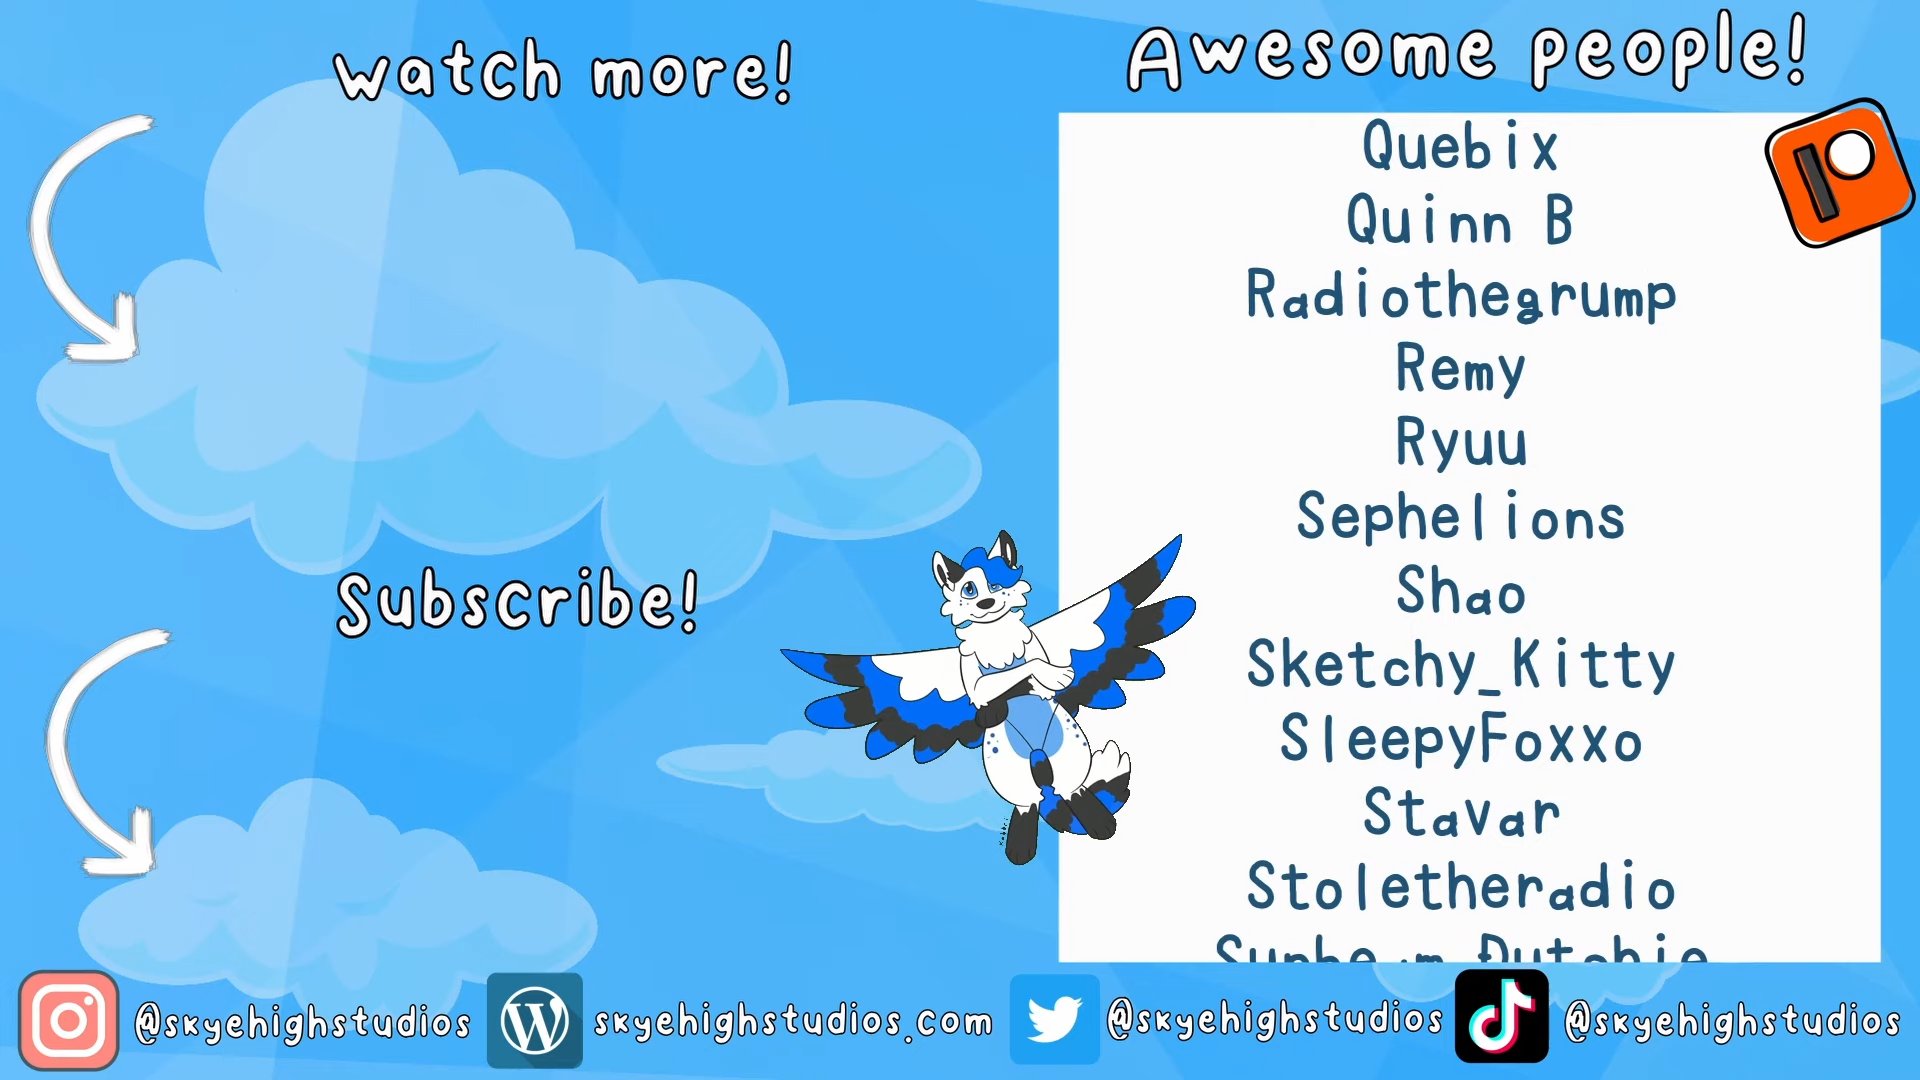 Watch more!
Awesome people!
Quebix
Quinn B
Radiothegrump
Remy
Ryuu
Sephelions
Shao
Sketchy_Kitty
SleepyFoxxo
Stavar
Stoletheradio
Subscribe!
@skyehighstudios
skyehighstudios.com
@skyehighstudios
@skyehighstudios